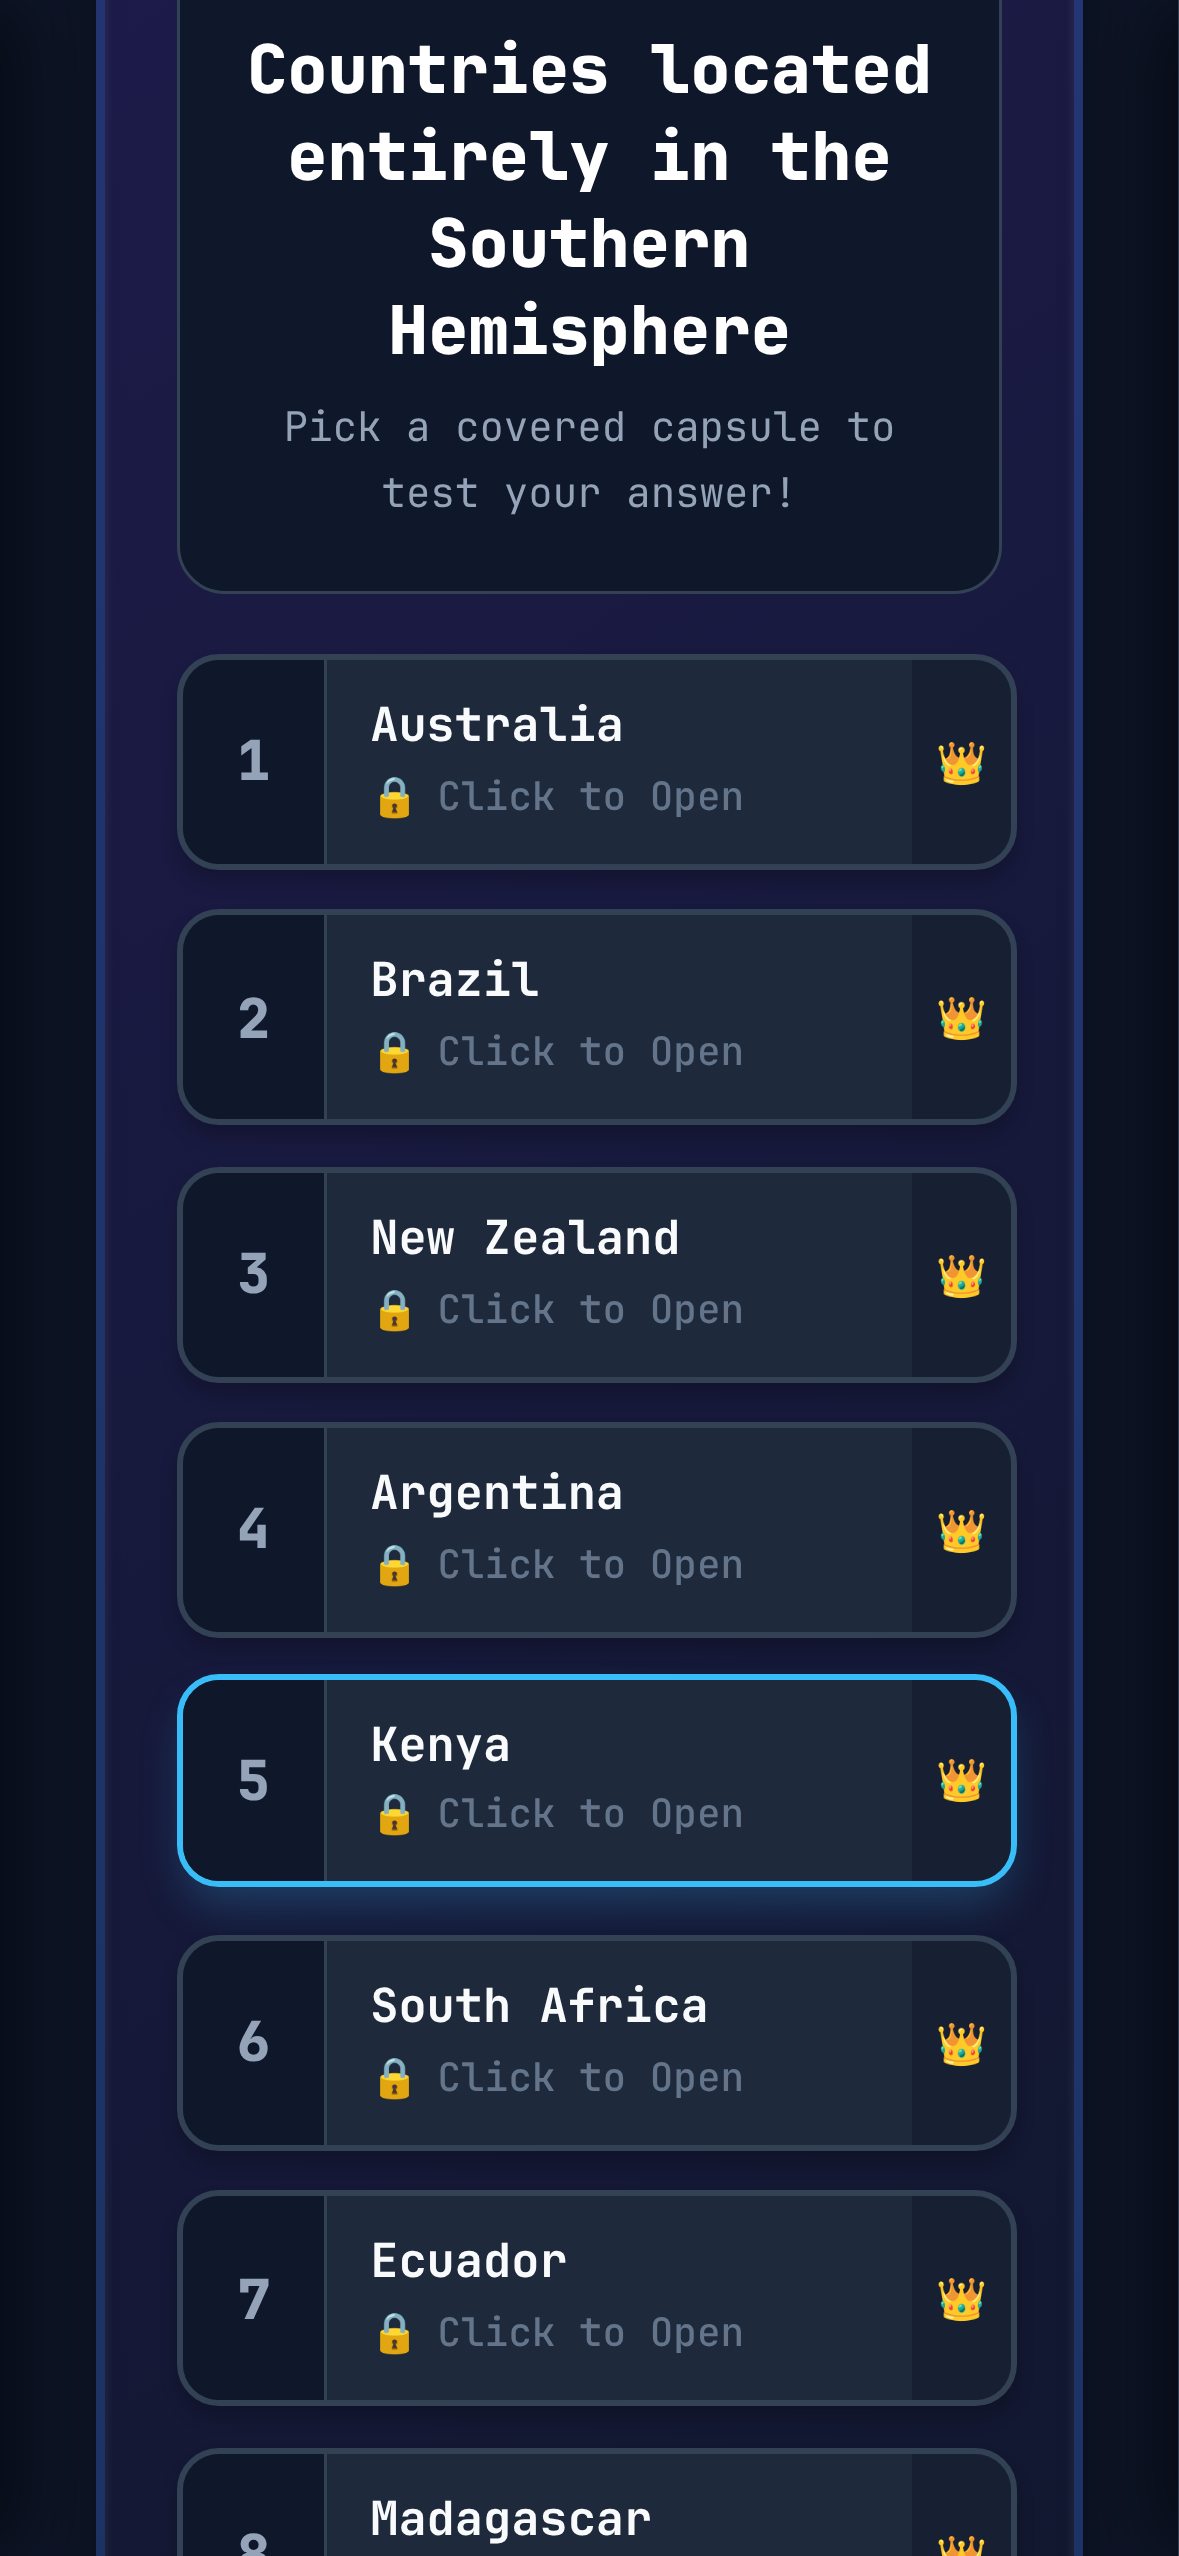 Countries located
entirely in the
Southern
Hemisphere
Pick a covered capsule to
test your answer!
1
Australia
🔒 Click to Open
2
Brazil
🔒 Click to Open
3
New Zealand
🔒 Click to Open
4
Argentina
🔒 Click to Open
5
Kenya
🔒 Click to Open
6
South Africa
🔒 Click to Open
7
Ecuador
🔒 Click to Open
8
Madagascar